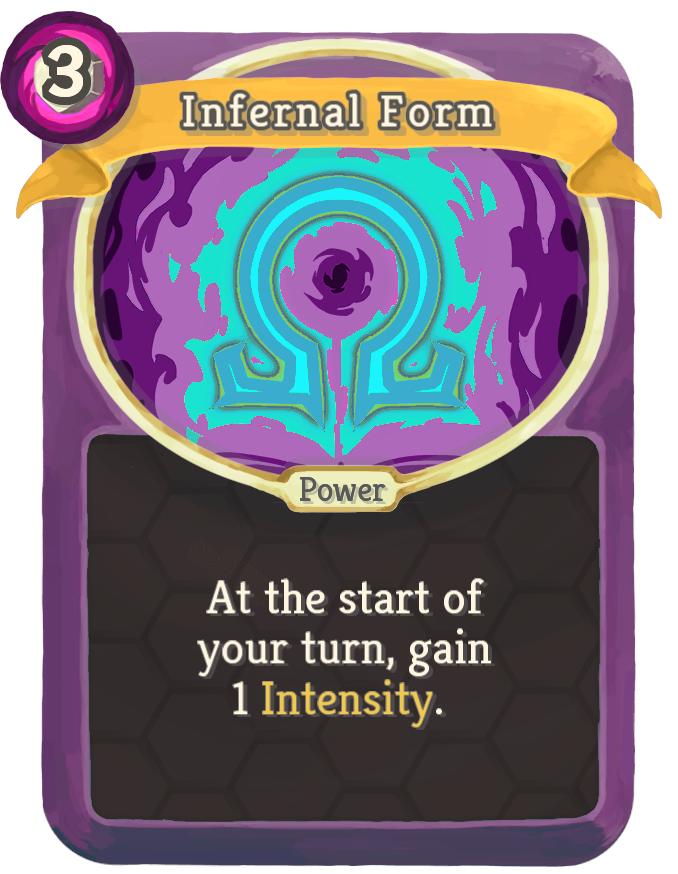 3
Infernal Form
Power
At the start of
your turn, gain
1 Intensity.